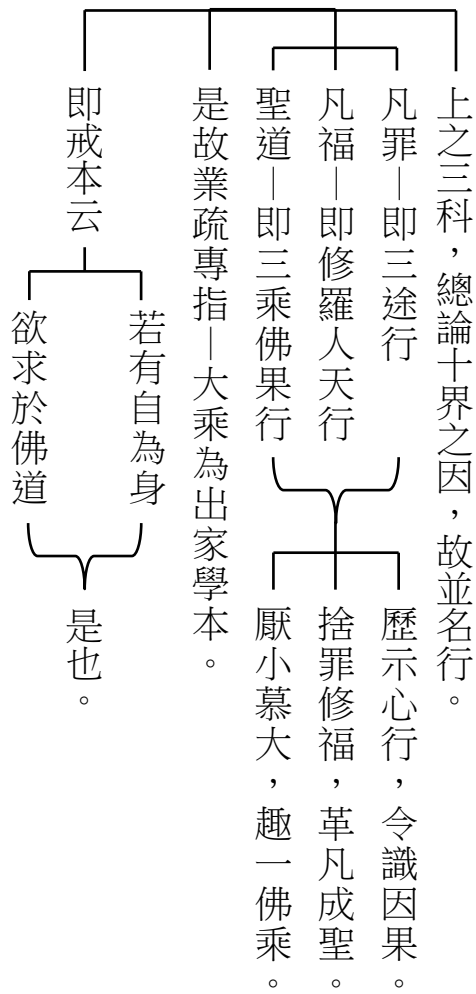 上之三科，總論十界之因，故並名行。
凡罪｜即三途行
凡福｜即修羅人天行
聖道｜即三乘佛果行
歷示心行，令識因果。
捨罪修福，革凡成聖。
厭小慕大，趣一佛乘。
是故業疏專指｜大乘為出家學本。
即戒本云
若有自為身
欲求於佛道
是也。